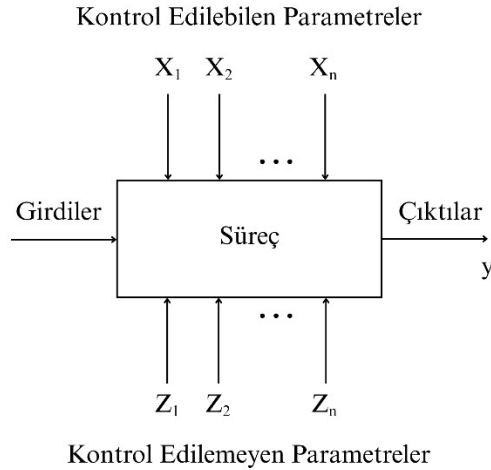 Kontrol Edilebilen Parametreler
X₁ X₂ Xₙ
...
Girdiler Süreç Çıktılar
y
...
Z₁ Z₂ Zₙ
Kontrol Edilemeyen Parametreler